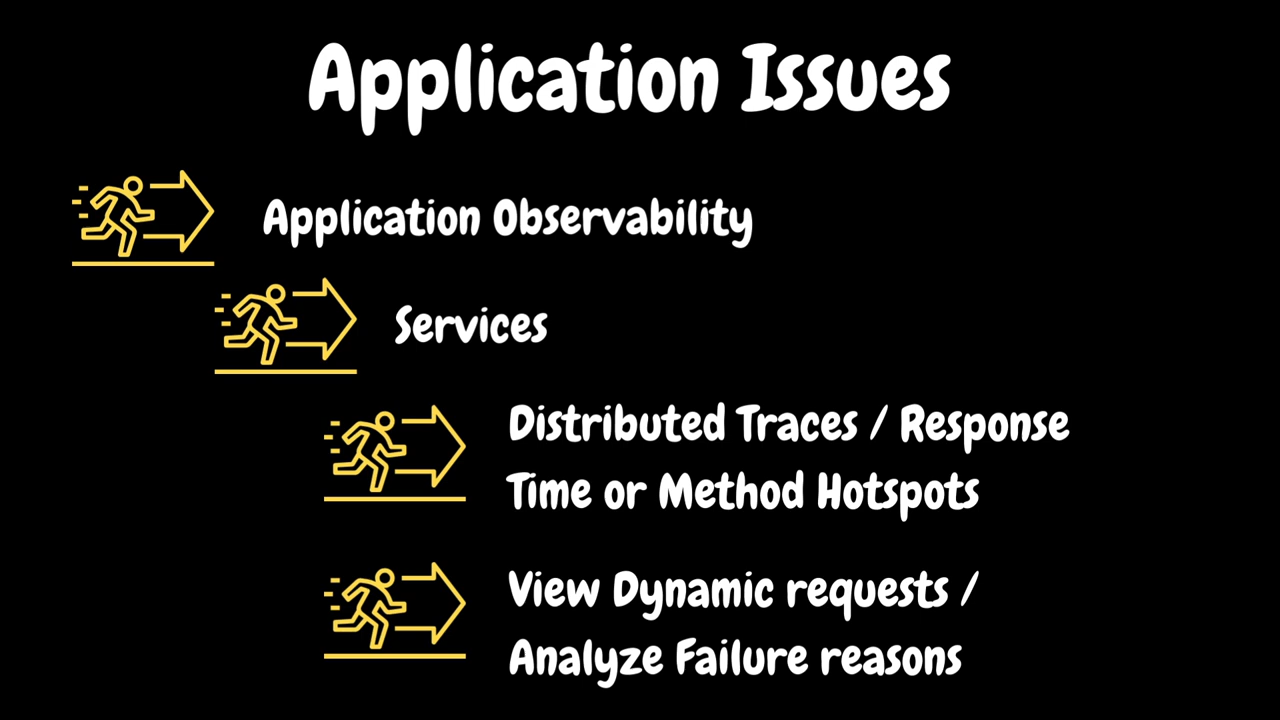 Application Issues
Application Observability
Services
Distributed Traces / Response
Time or Method Hotspots
View Dynamic requests /
Analyze Failure reasons